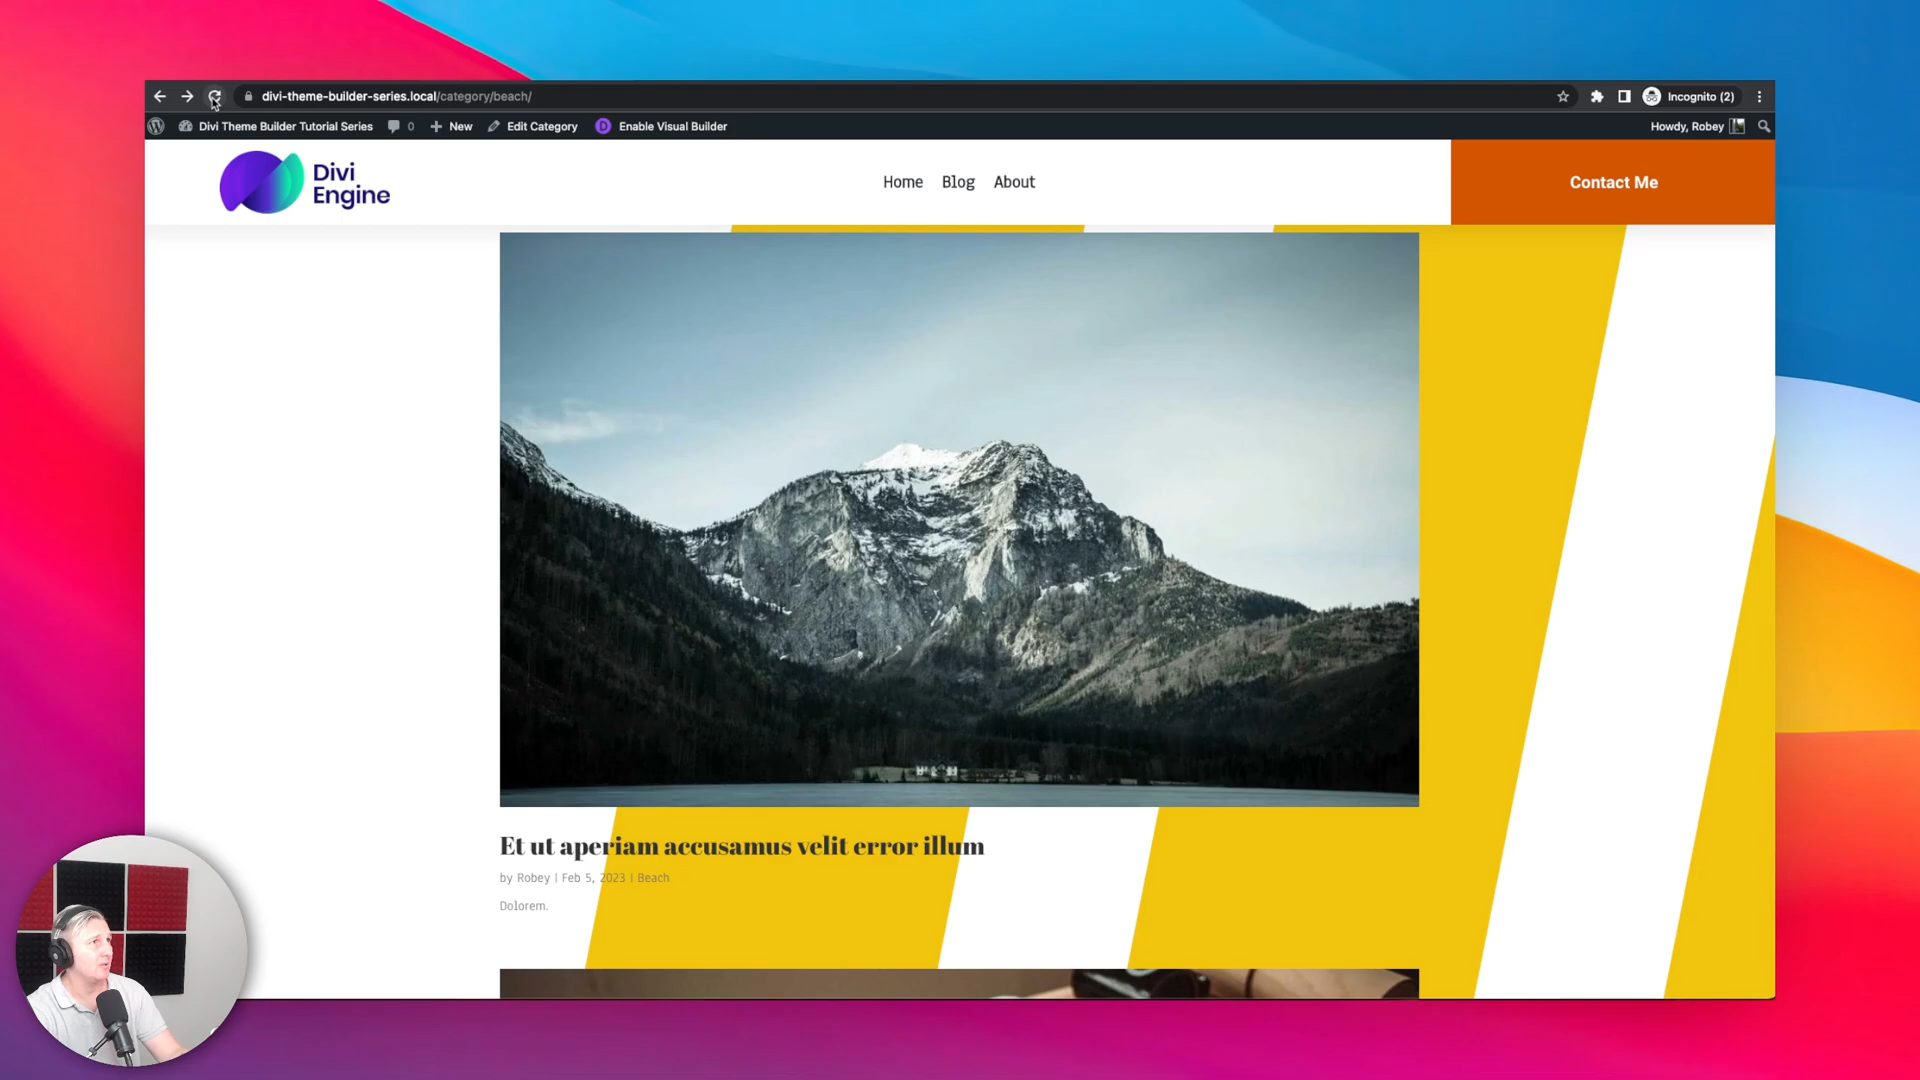 divi-theme-builder-series.local/category/beach/
Incognito (2)
Divi Theme Builder Tutorial Series 0 New Edit Category D Enable Visual Builder
Howdy, Robey
Divi
Engine
Home Blog About
Contact Me
Et ut aperiam accusamus velit error illum
by Robey | Feb 5, 2023 | Beach
Dolorem.